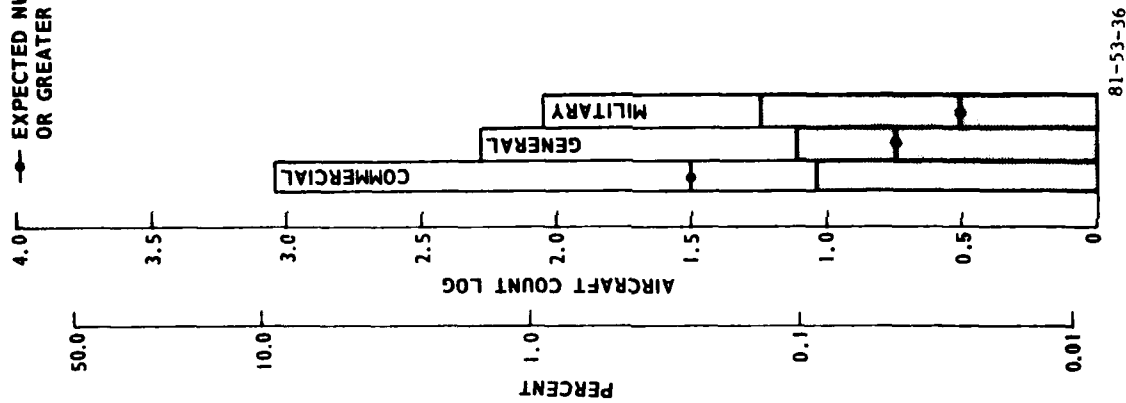 EXPECTED NU
OR GREATER
4.0
3.5
3.0
2.5
2.0
1.5
1.0
0.5
0
AIRCRAFT COUNT LOG
50.0
10.0
1.0
0.1
0.01
PERCENT
COMMERCIAL
GENERAL
MILITARY
81-53-36